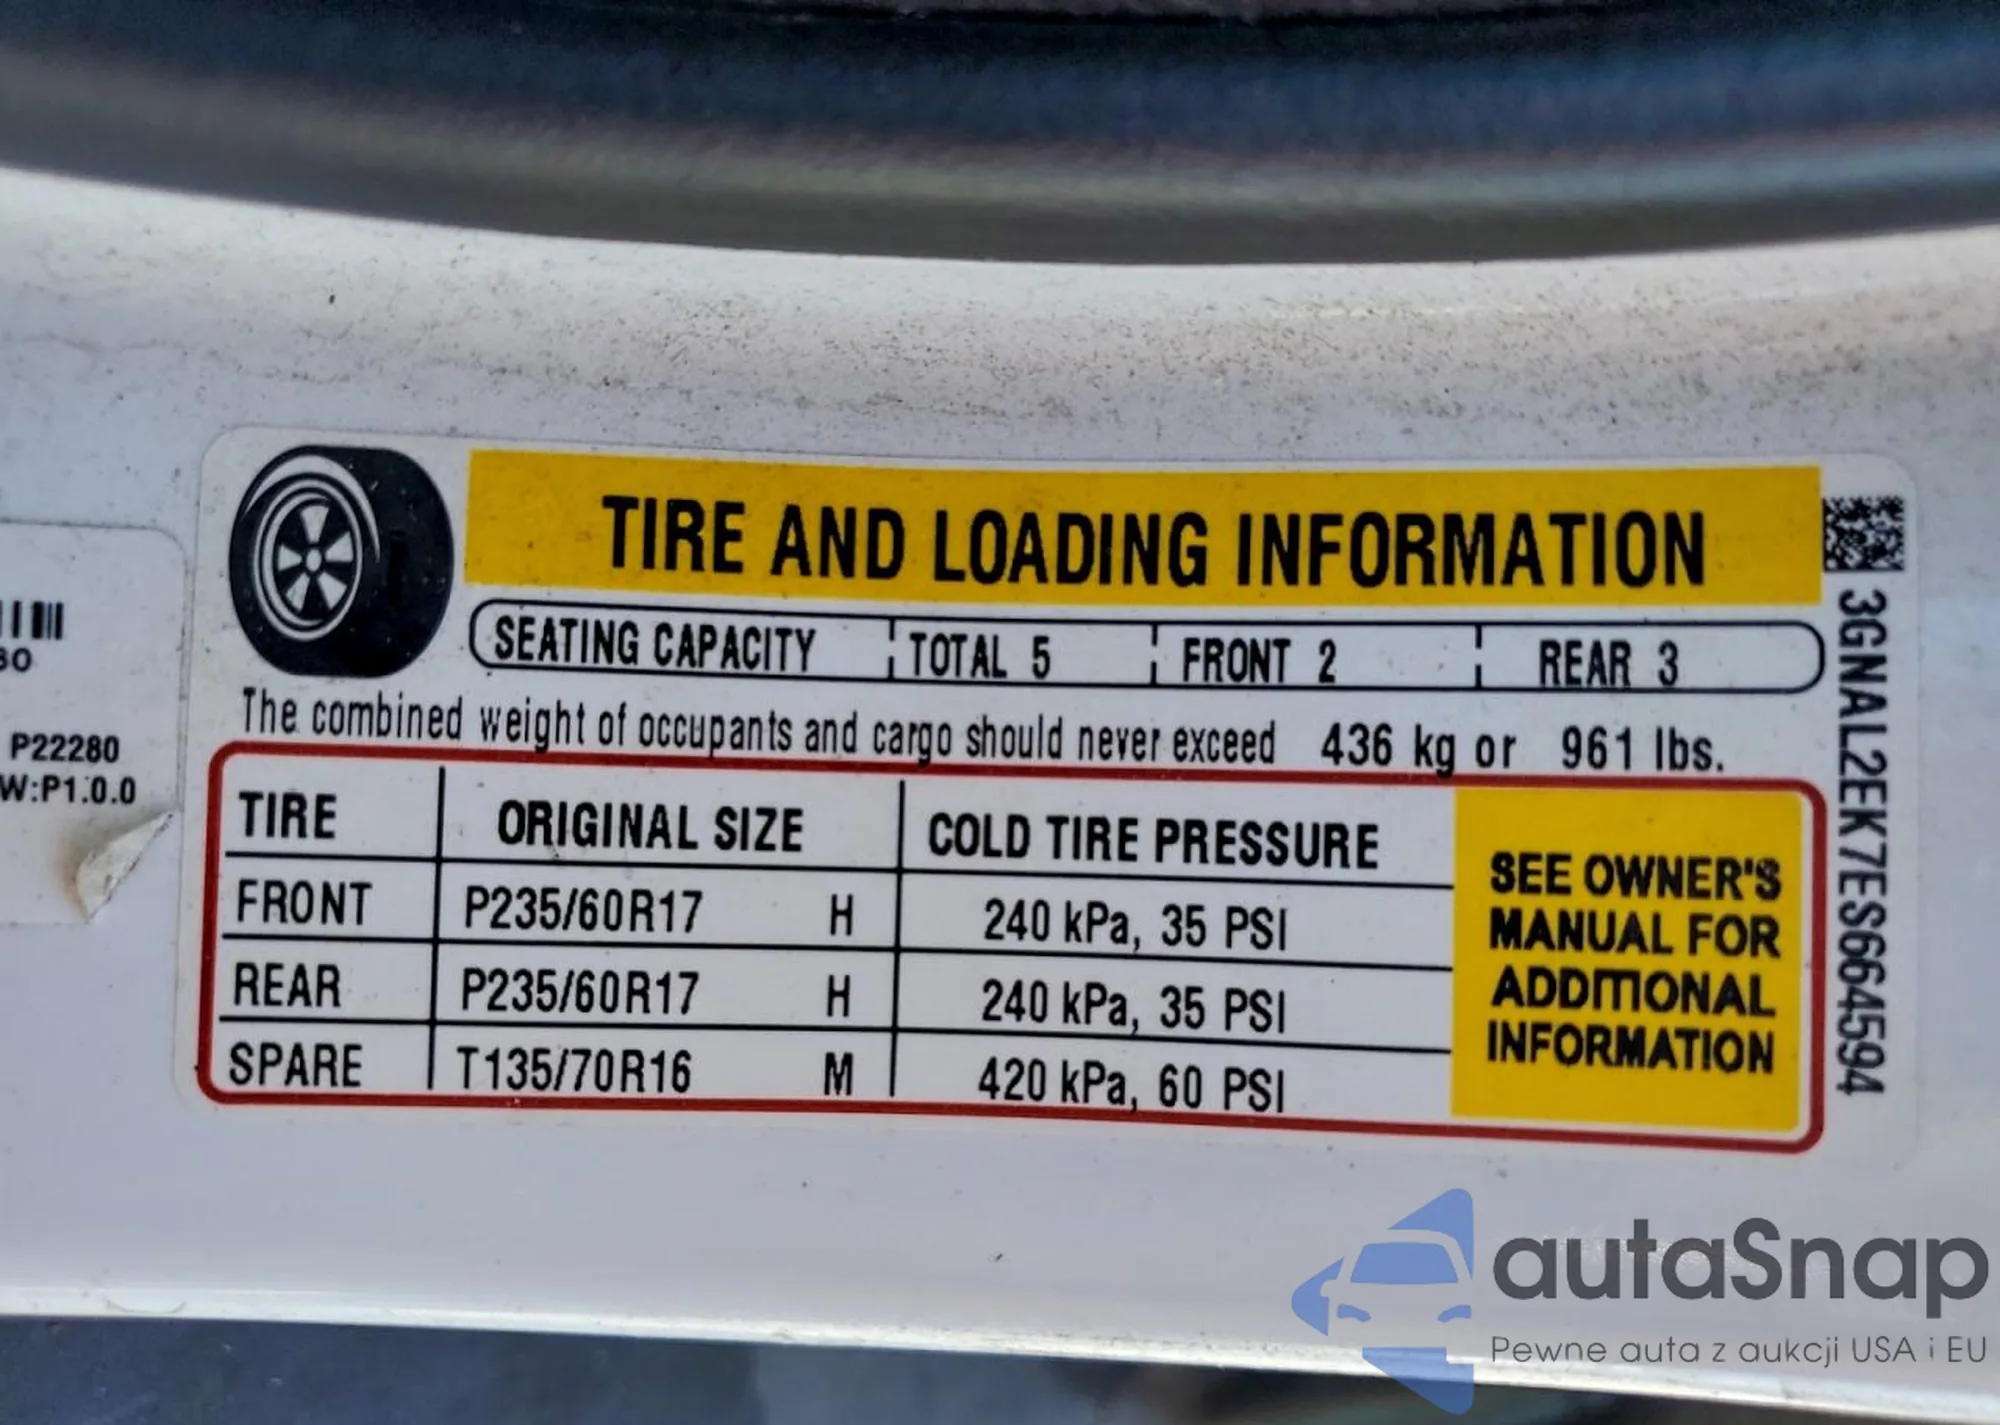 TIRE AND LOADING INFORMATION
SEATING CAPACITY TOTAL 5 FRONT 2 REAR 3
The combined weight of occupants and cargo should never exceed 436 kg or 961 lbs.
TIRE ORIGINAL SIZE COLD TIRE PRESSURE
FRONT P235/60R17 H 240 kPa, 35 PSI
REAR P235/60R17 H 240 kPa, 35 PSI
SPARE T135/70R16 M 420 kPa, 60 PSI
SEE OWNER'S
MANUAL FOR
ADDITIONAL
INFORMATION
3GNAL2EK7ES664594
P22280
W:P1.0.0
autaSnap
Pewne auta z aukcji USA i EU